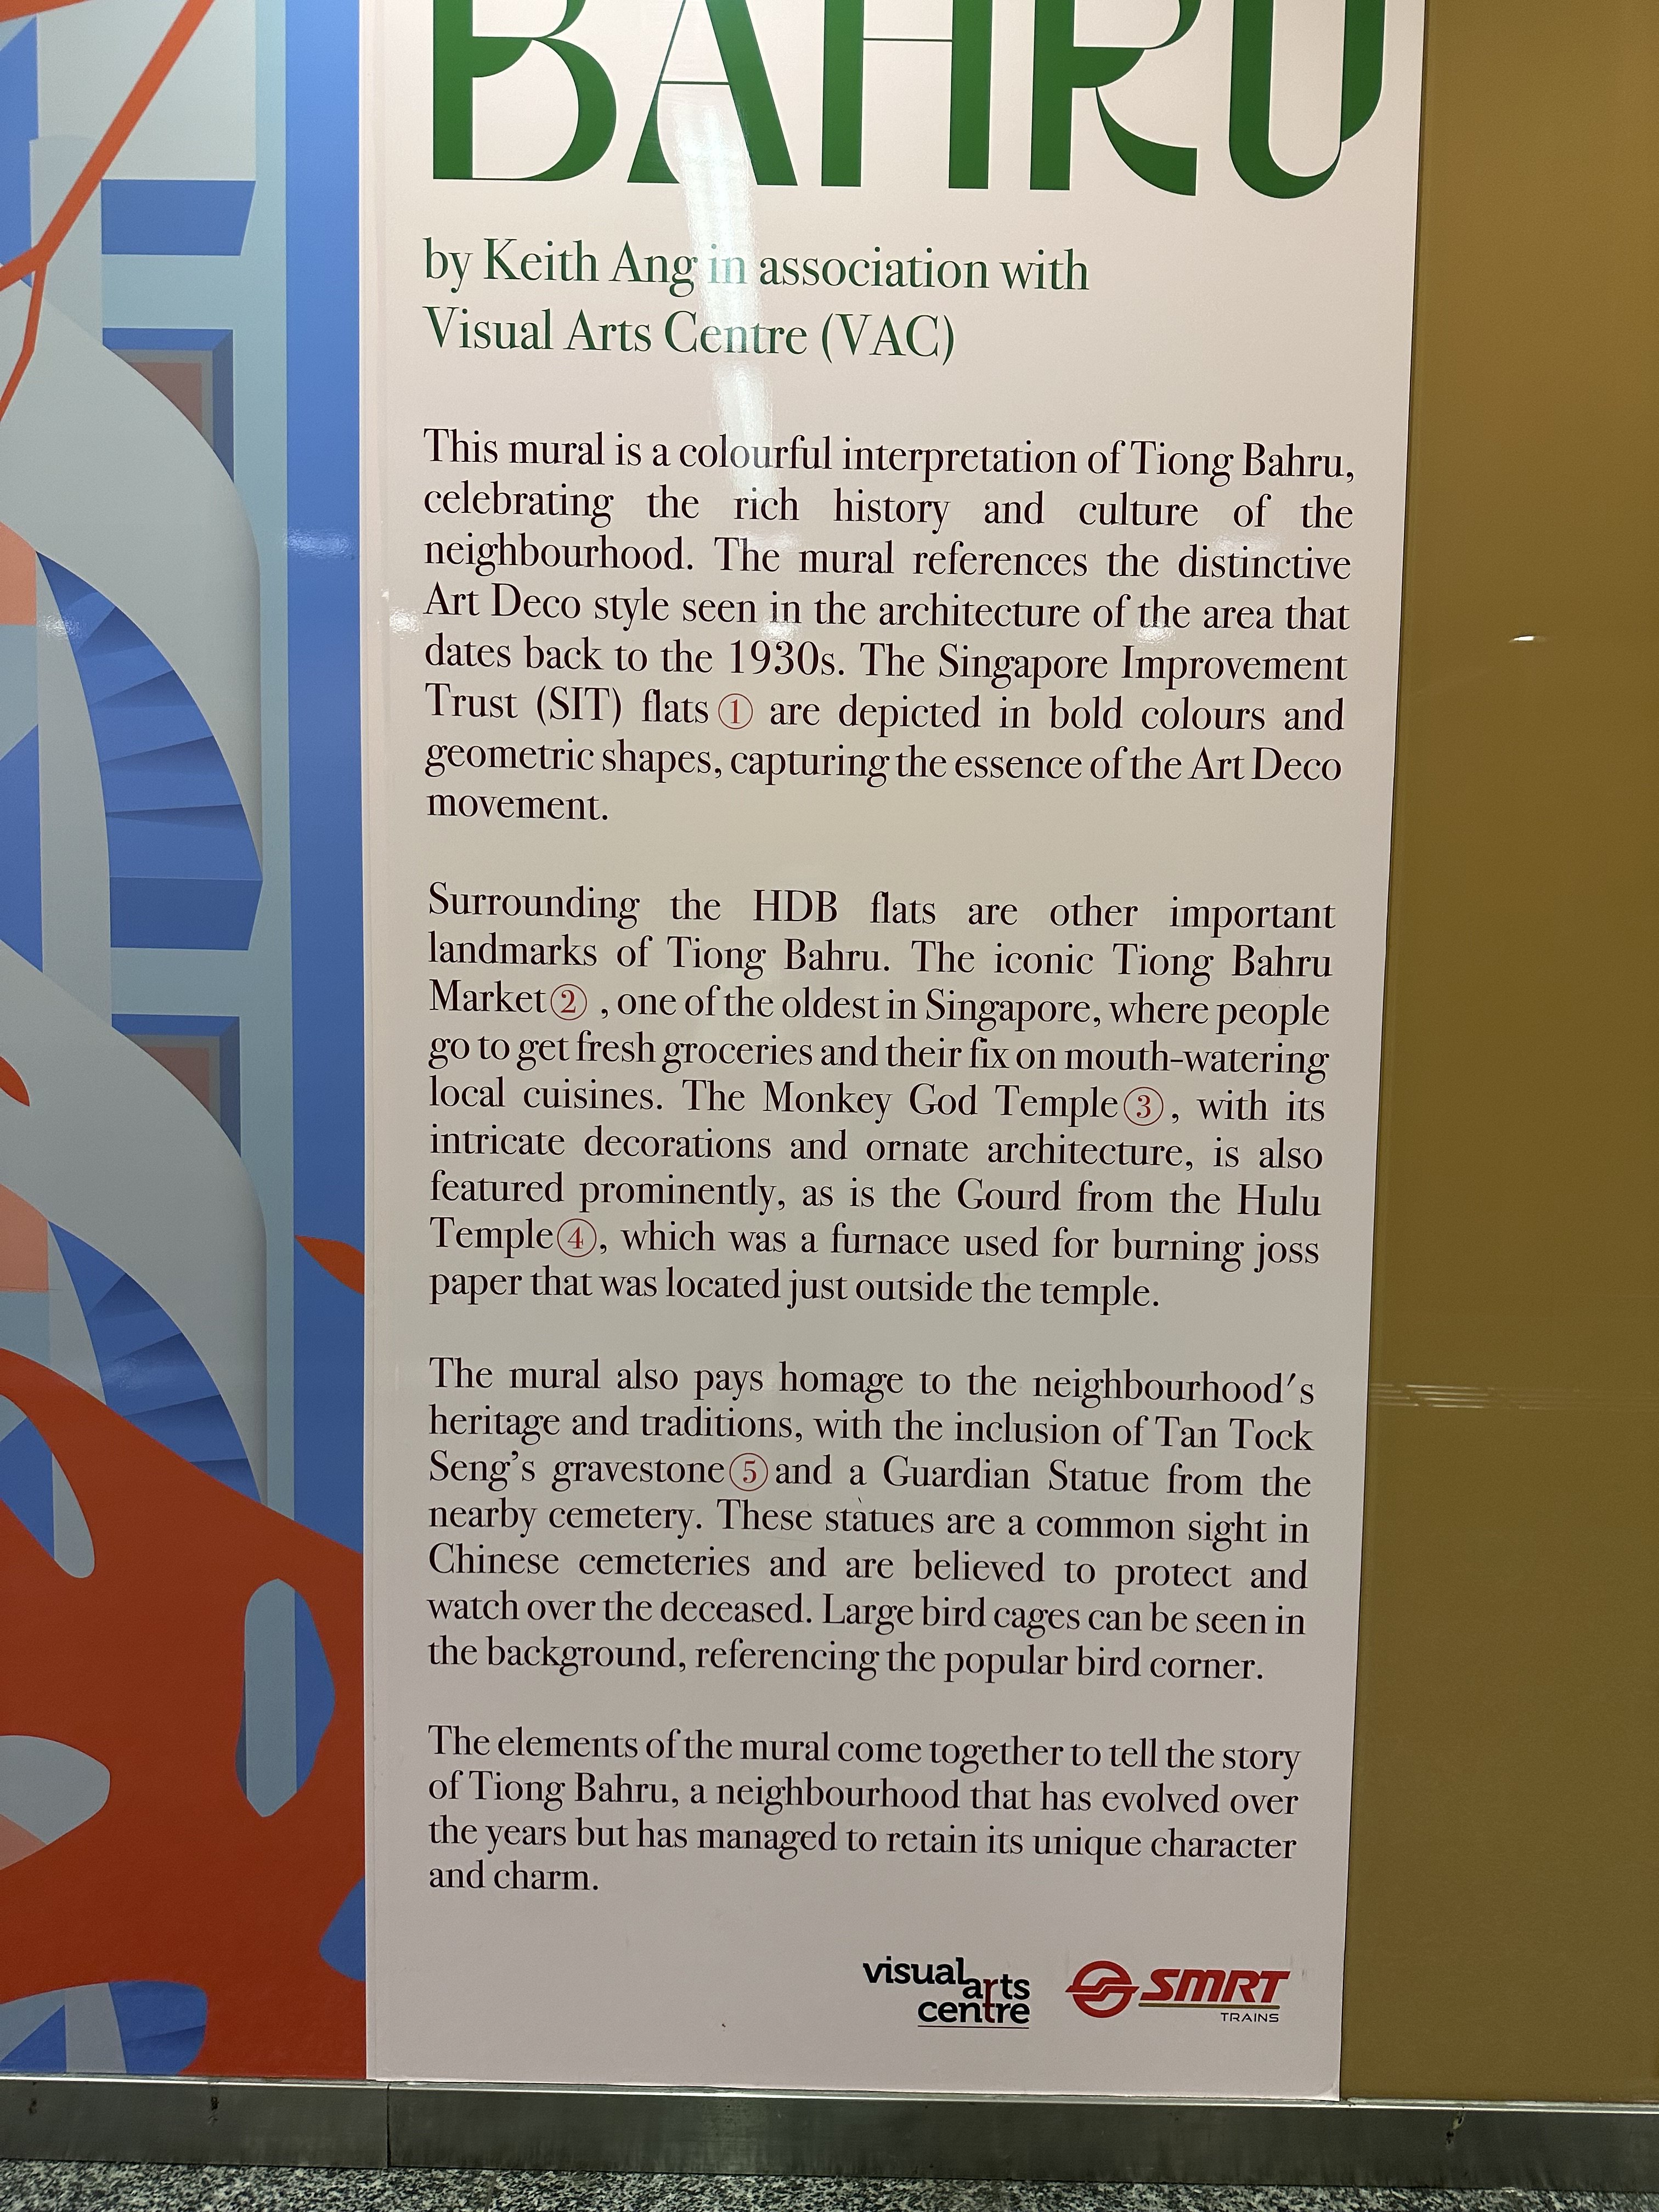 BAHRU
by Keith Ang in association with
Visual Arts Centre (VAC)
This mural is a colourful interpretation of Tiong Bahru,
celebrating the rich history and culture of the
neighbourhood. The mural references the distinctive
Art Deco style seen in the architecture of the area that
dates back to the 1930s. The Singapore Improvement
Trust (SIT) flats ① are depicted in bold colours and
geometric shapes, capturing the essence of the Art Deco
movement.
Surrounding the HDB flats are other important
landmarks of Tiong Bahru. The iconic Tiong Bahru
Market② , one of the oldest in Singapore, where people
go to get fresh groceries and their fix on mouth-watering
local cuisines. The Monkey God Temple③, with its
intricate decorations and ornate architecture, is also
featured prominently, as is the Gourd from the Hulu
Temple④, which was a furnace used for burning joss
paper that was located just outside the temple.
The mural also pays homage to the neighbourhood's
heritage and traditions, with the inclusion of Tan Tock
Seng's gravestone⑤ and a Guardian Statue from the
nearby cemetery. These statues are a common sight in
Chinese cemeteries and are believed to protect and
watch over the deceased. Large bird cages can be seen in
the background, referencing the popular bird corner.
The elements of the mural come together to tell the story
of Tiong Bahru, a neighbourhood that has evolved over
the years but has managed to retain its unique character
and charm.
visual
arts
centre
SMRT
TRAINS